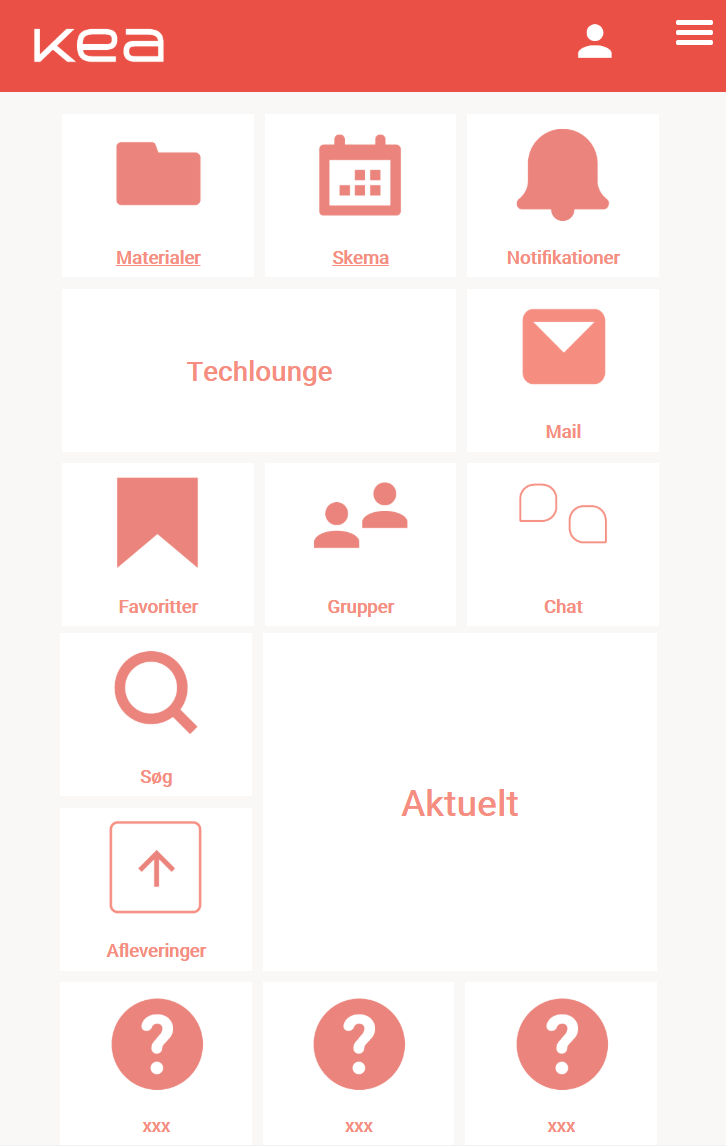 kea
Materialer
Skema
Notifikationer
Techlounge
Mail
Favoritter
Grupper
Chat
Søg
Aktuelt
Afleveringer
xxx
xxx
xxx